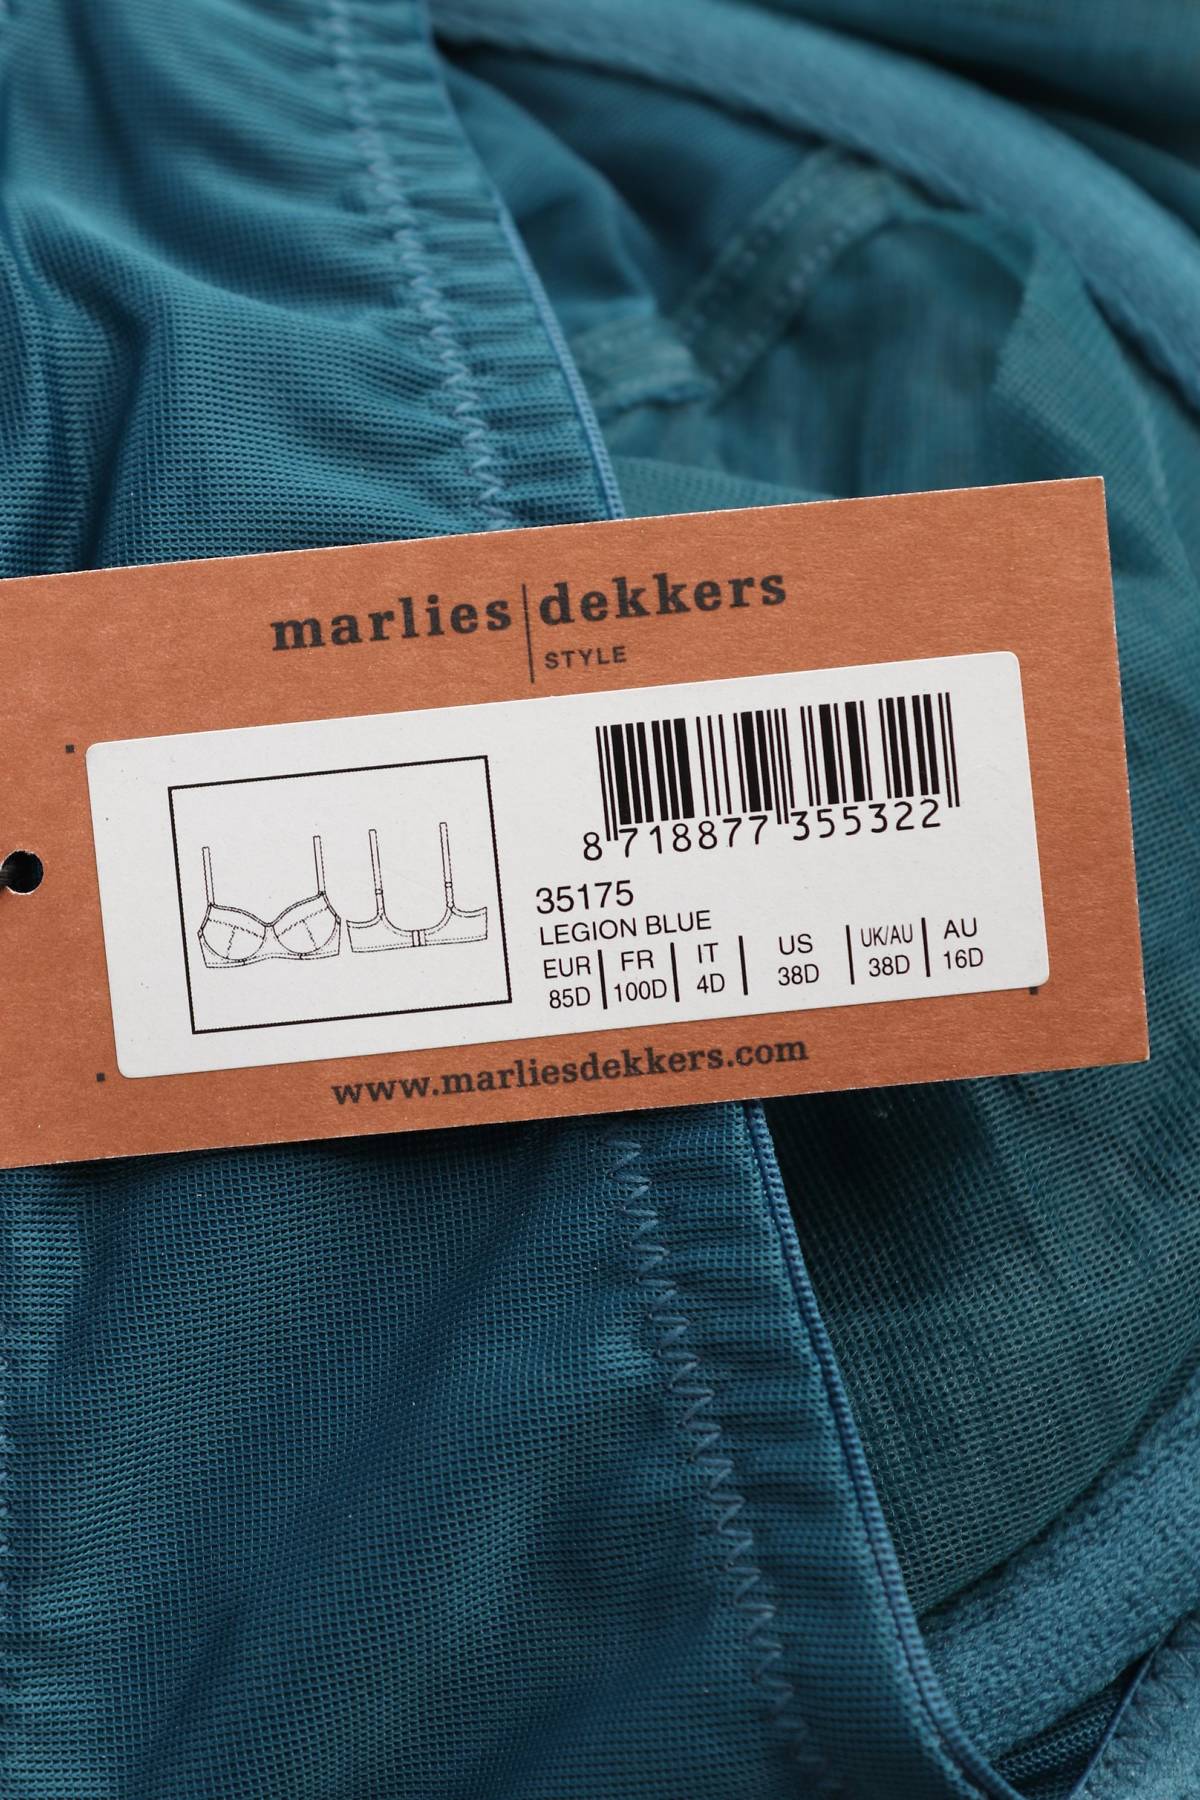 marlies dekkers
STYLE
8 718877 355322
35175
LEGION BLUE
EUR FR IT US UK/AU AU
85D 100D 4D 38D 38D 16D
www.marliesdekkers.com